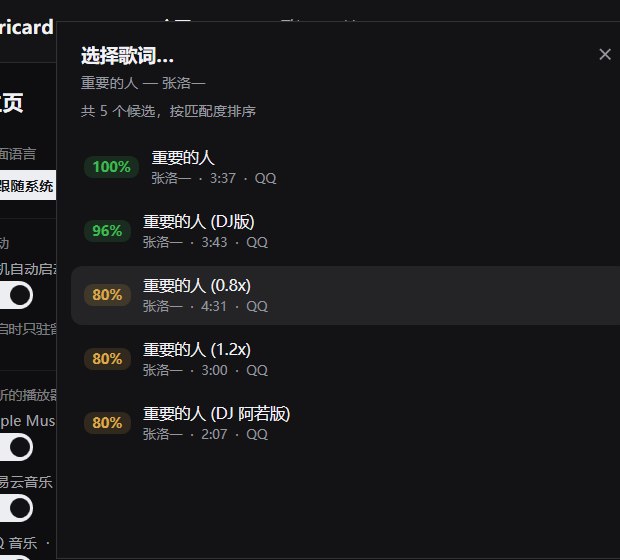 ricard
选择歌词...
重要的人 — 张洛一
页
共 5 个候选，按匹配度排序
面语言
100%
重要的人
张洛一 · 3:37 · QQ
跟随系统
96%
重要的人 (DJ版)
张洛一 · 3:43 · QQ
动
机自动启动
80%
重要的人 (0.8x)
张洛一 · 4:31 · QQ
启时只驻留
80%
重要的人 (1.2x)
张洛一 · 3:00 · QQ
听的播放器
ple Mus
80%
重要的人 (DJ 阿若版)
张洛一 · 2:07 · QQ
易云音乐
Q 音乐 ·